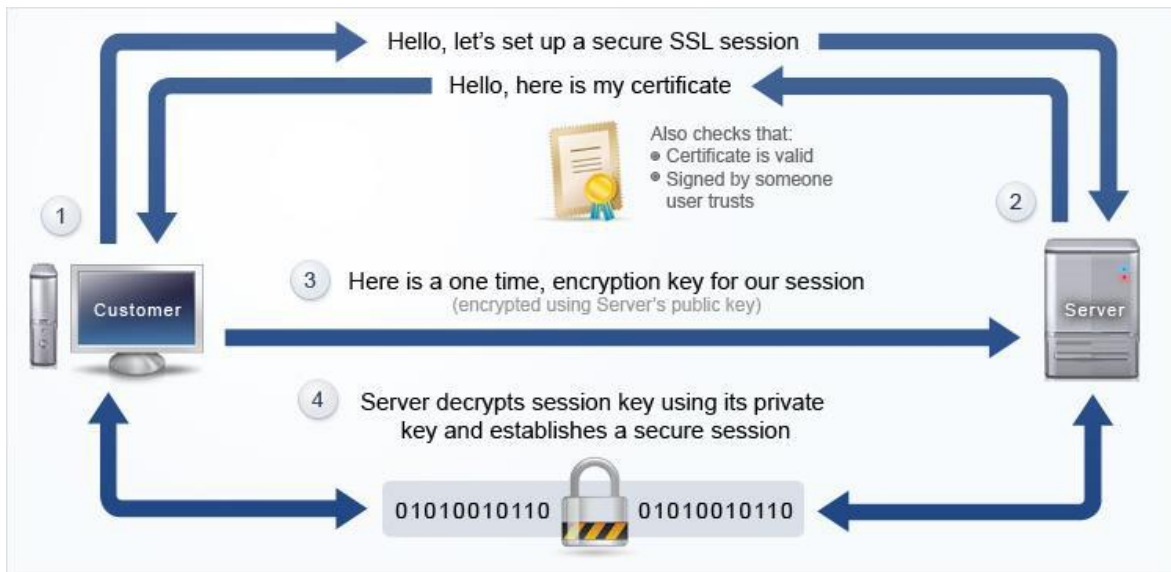 Hello, let's set up a secure SSL session
Hello, here is my certificate
Also checks that:
• Certificate is valid
• Signed by someone
user trusts
1
2
3 Here is a one time, encryption key for our session
(encrypted using Server's public key)
Customer
Server
4 Server decrypts session key using its private
key and establishes a secure session
01010010110 01010010110